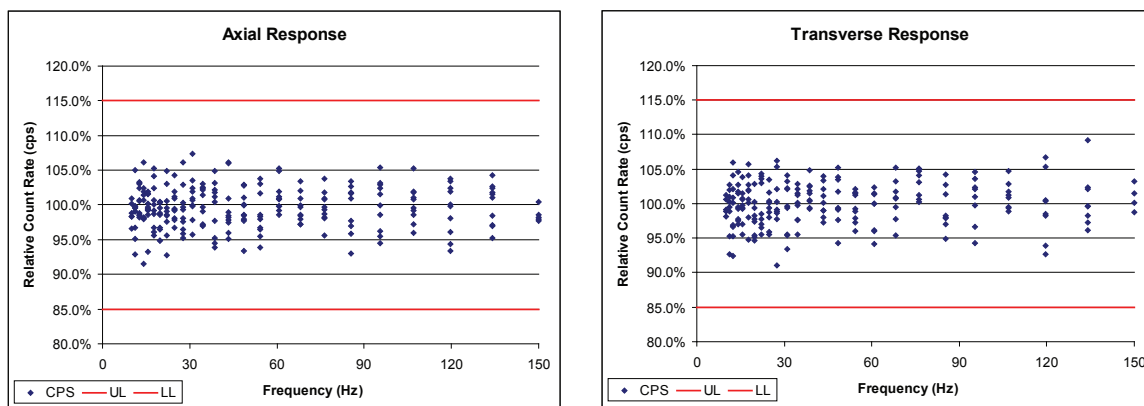 Axial Response
Relative Count Rate (cps)
120.0%
115.0%
110.0%
105.0%
100.0%
95.0%
90.0%
85.0%
80.0%
0 30 60 90 120 150
Frequency (Hz)
CPS UL LL
Transverse Response
Relative Count Rate (cps)
120.0%
115.0%
110.0%
105.0%
100.0%
95.0%
90.0%
85.0%
80.0%
0 30 60 90 120 150
Frequency (Hz)
CPS UL LL